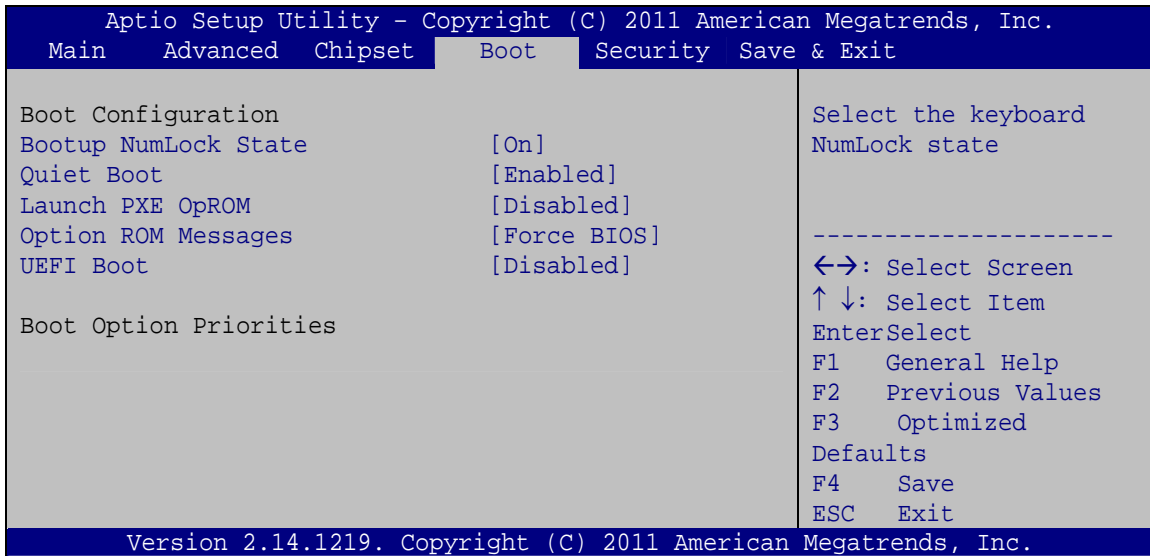 Aptio Setup Utility – Copyright (C) 2011 American Megatrends, Inc.
Main Advanced Chipset Boot Security Save & Exit
Boot Configuration
Bootup NumLock State [On]
Quiet Boot [Enabled]
Launch PXE OpROM [Disabled]
Option ROM Messages [Force BIOS]
UEFI Boot [Disabled]
Boot Option Priorities
Select the keyboard
NumLock state
---------------------
←→: Select Screen
↑ ↓: Select Item
EnterSelect
F1 General Help
F2 Previous Values
F3 Optimized
Defaults
F4 Save
ESC Exit
Version 2.14.1219. Copyright (C) 2011 American Megatrends, Inc.